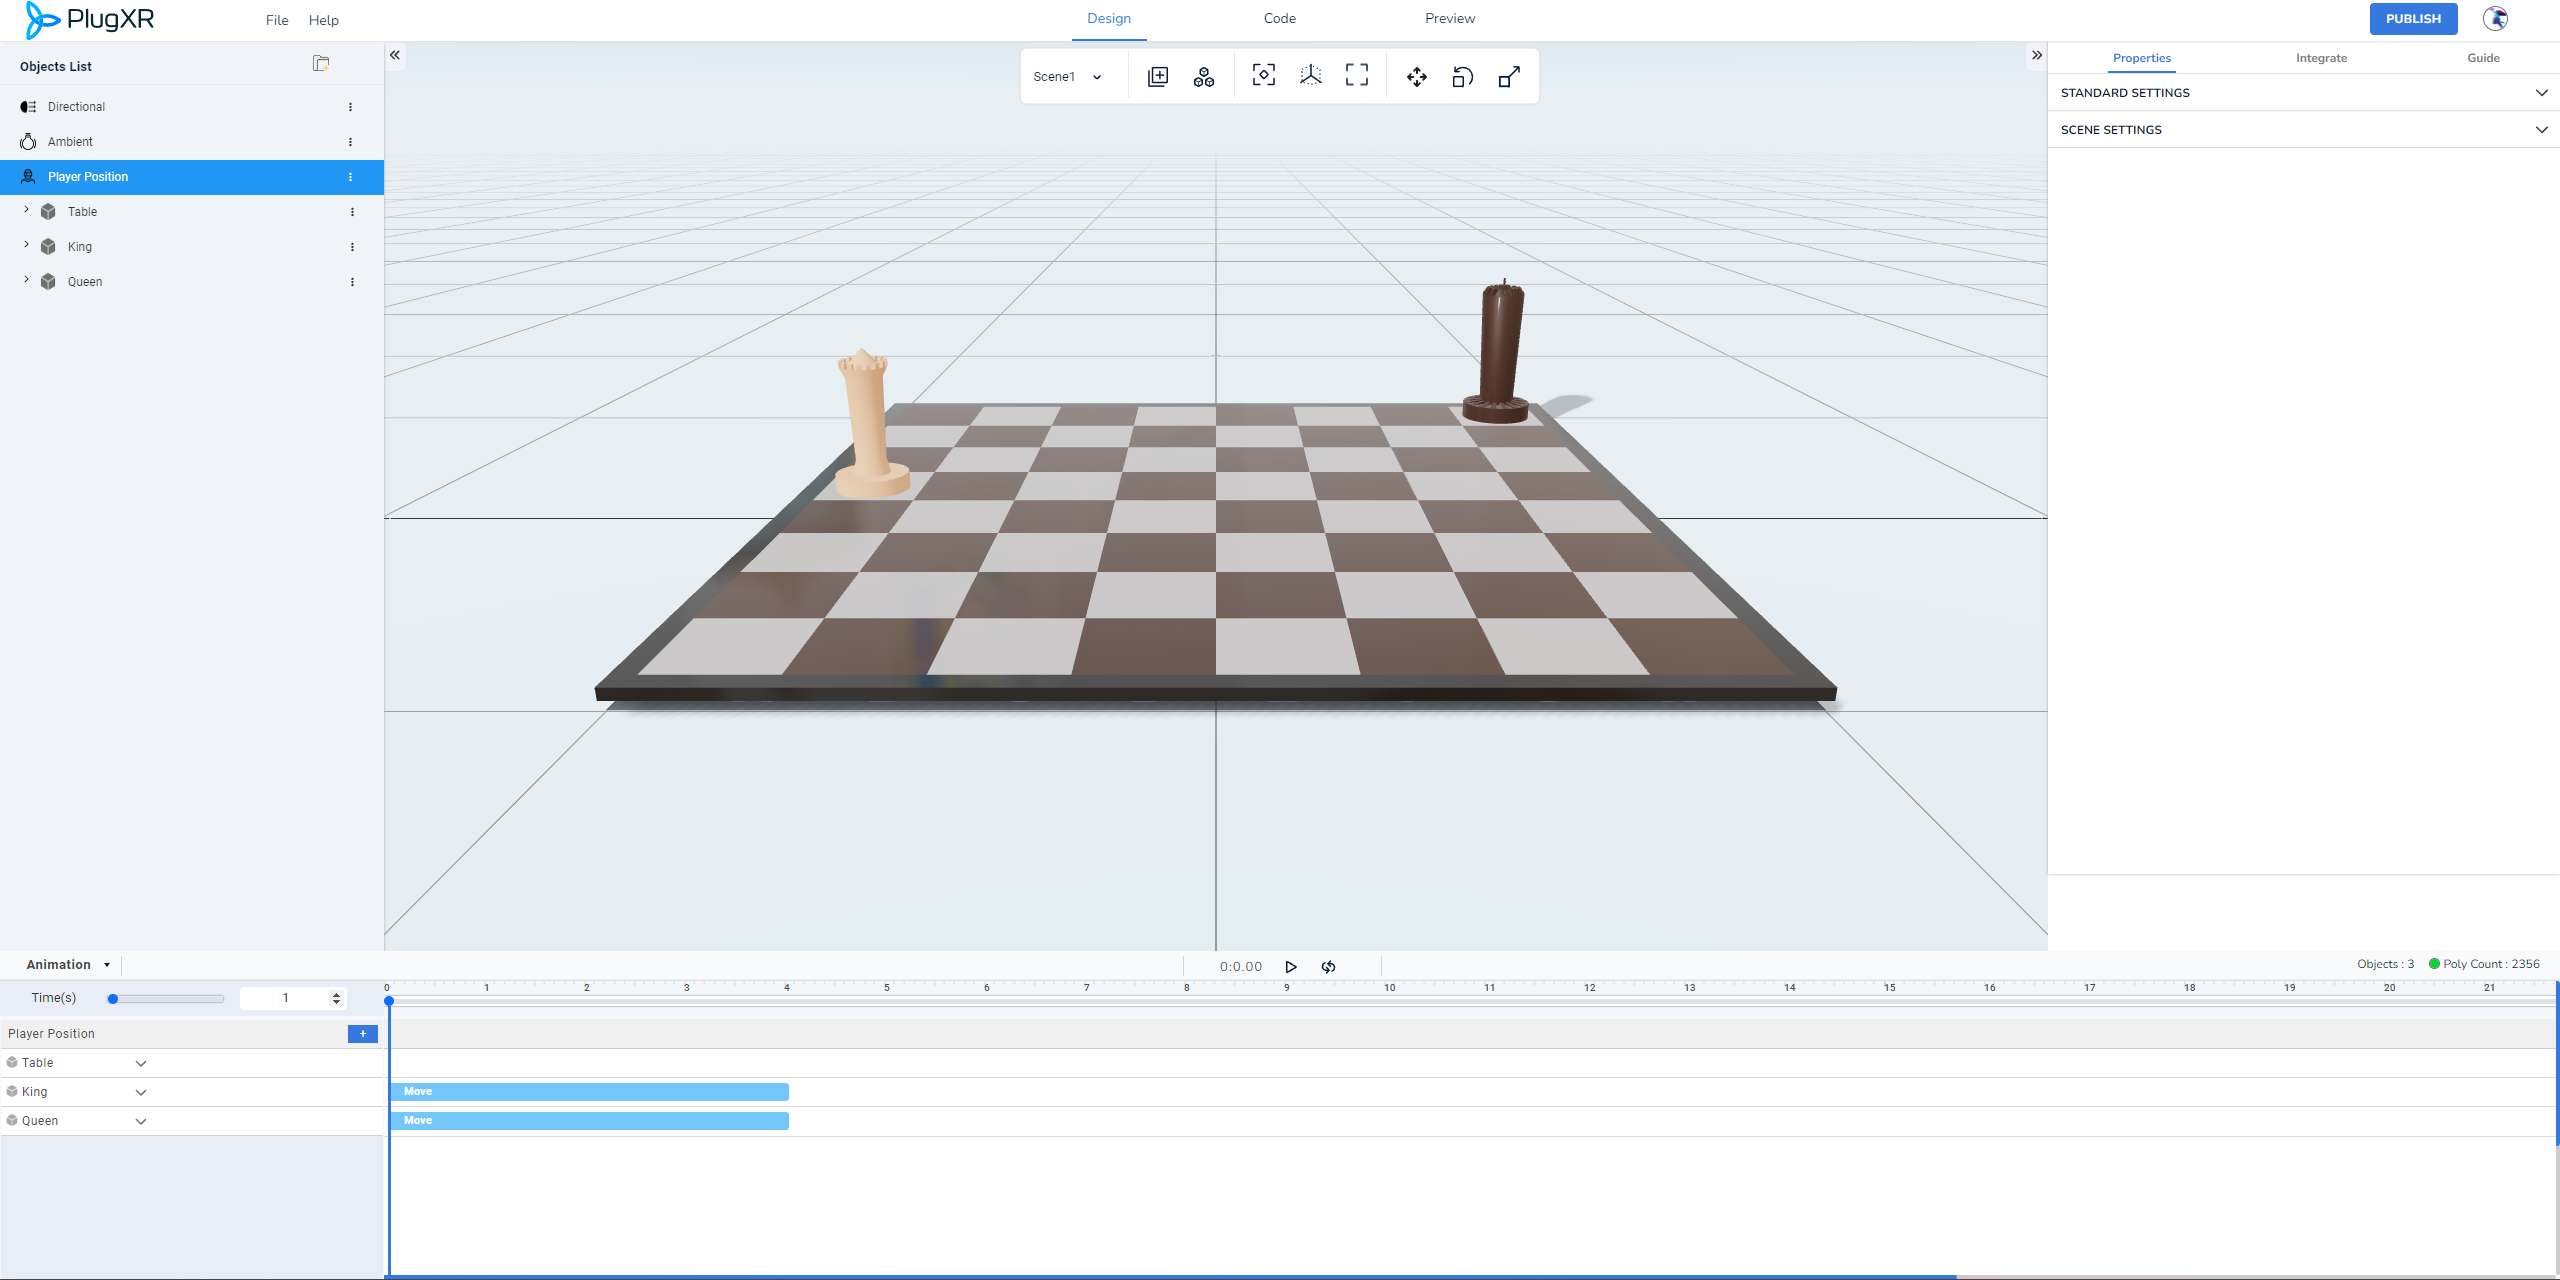 PlugXR
File Help
Design Code Preview
PUBLISH
Objects List
Scene1
Properties Integrate Guide
Directional
STANDARD SETTINGS
Ambient
SCENE SETTINGS
Player Position
Table
King
Queen
Animation
0:0.00
Objects : 3 Poly Count : 2356
Time(s) 1
0 1 2 3 4 5 6 7 8 9 10 11 12 13 14 15 16 17 18 19 20 21
Player Position +
Table
King Move
Queen Move